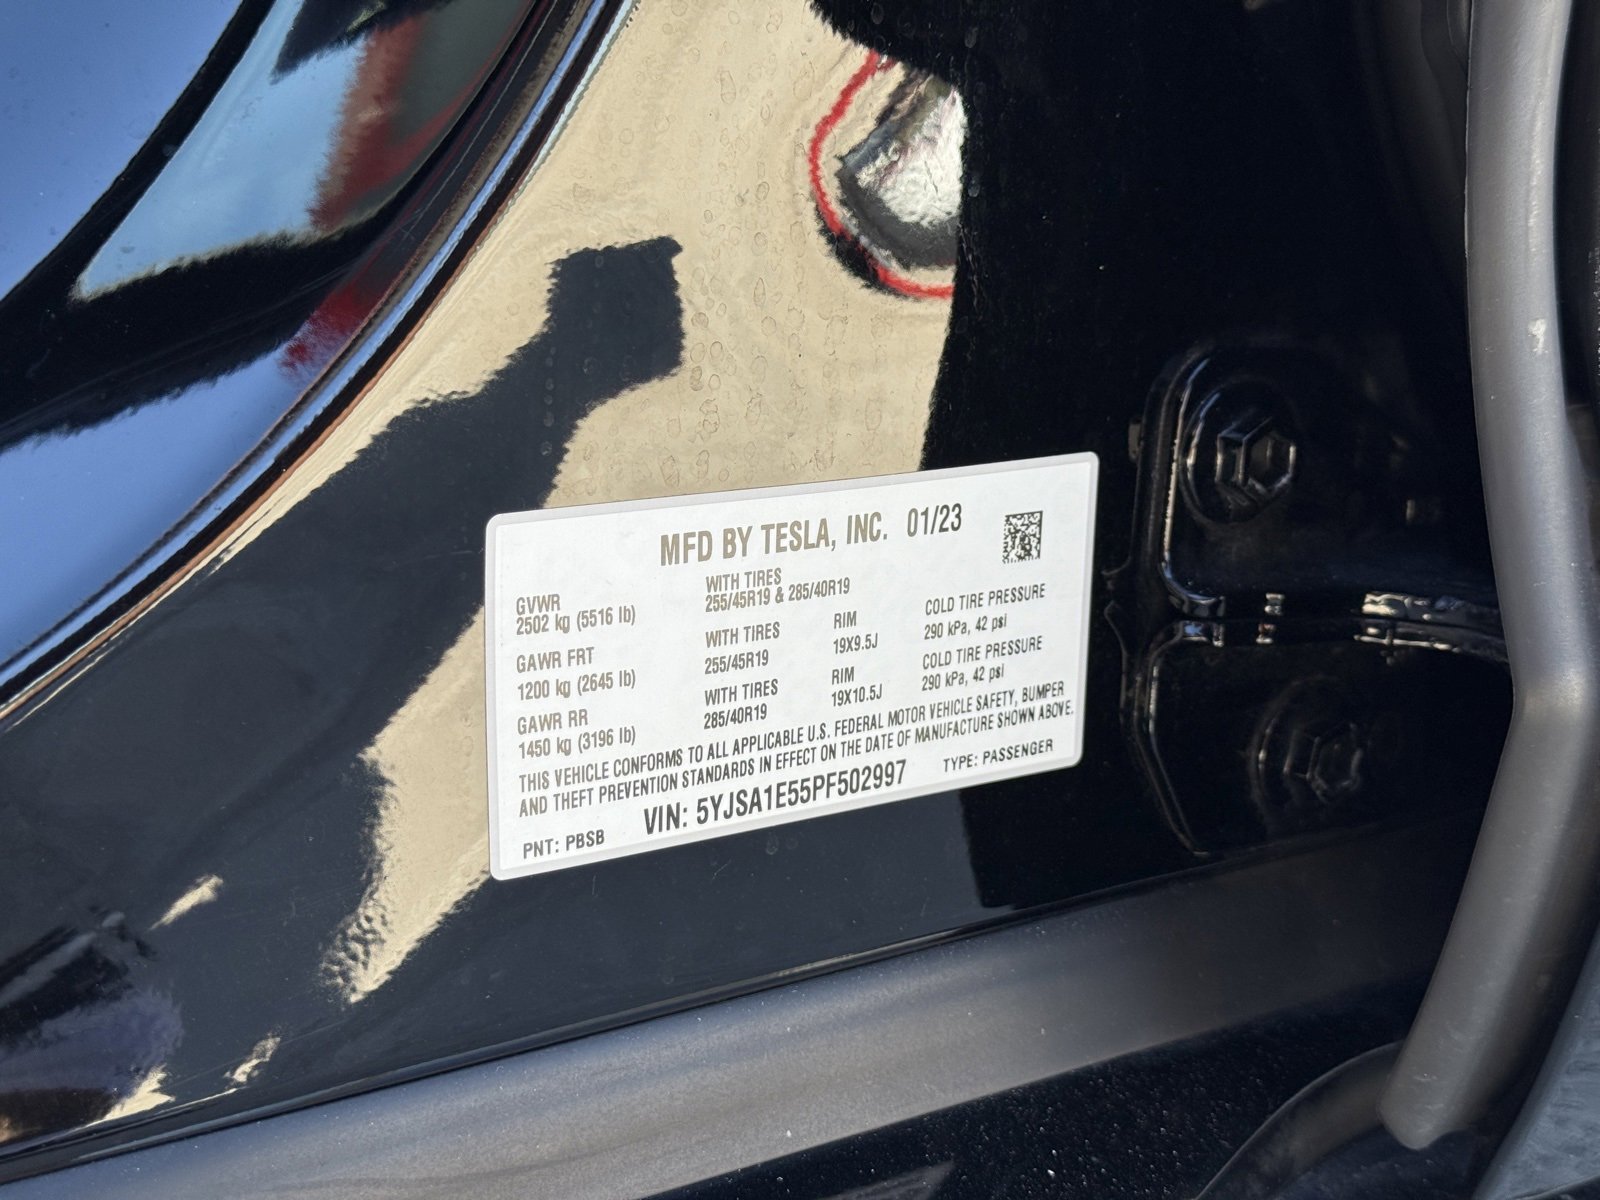 MFD BY TESLA, INC. 01/23
GVWR
2502 kg (5516 lb)
WITH TIRES
255/45R19 & 285/40R19
GAWR FRT
1200 kg (2645 lb)
WITH TIRES
255/45R19
RIM
19X9.5J
COLD TIRE PRESSURE
290 kPa, 42 psi
GAWR RR
1450 kg (3196 lb)
WITH TIRES
285/40R19
RIM
19X10.5J
COLD TIRE PRESSURE
290 kPa, 42 psi
THIS VEHICLE CONFORMS TO ALL APPLICABLE U.S. FEDERAL MOTOR VEHICLE SAFETY, BUMPER
AND THEFT PREVENTION STANDARDS IN EFFECT ON THE DATE OF MANUFACTURE SHOWN ABOVE.
PNT: PBSB
VIN: 5YJSA1E55PF502997
TYPE: PASSENGER